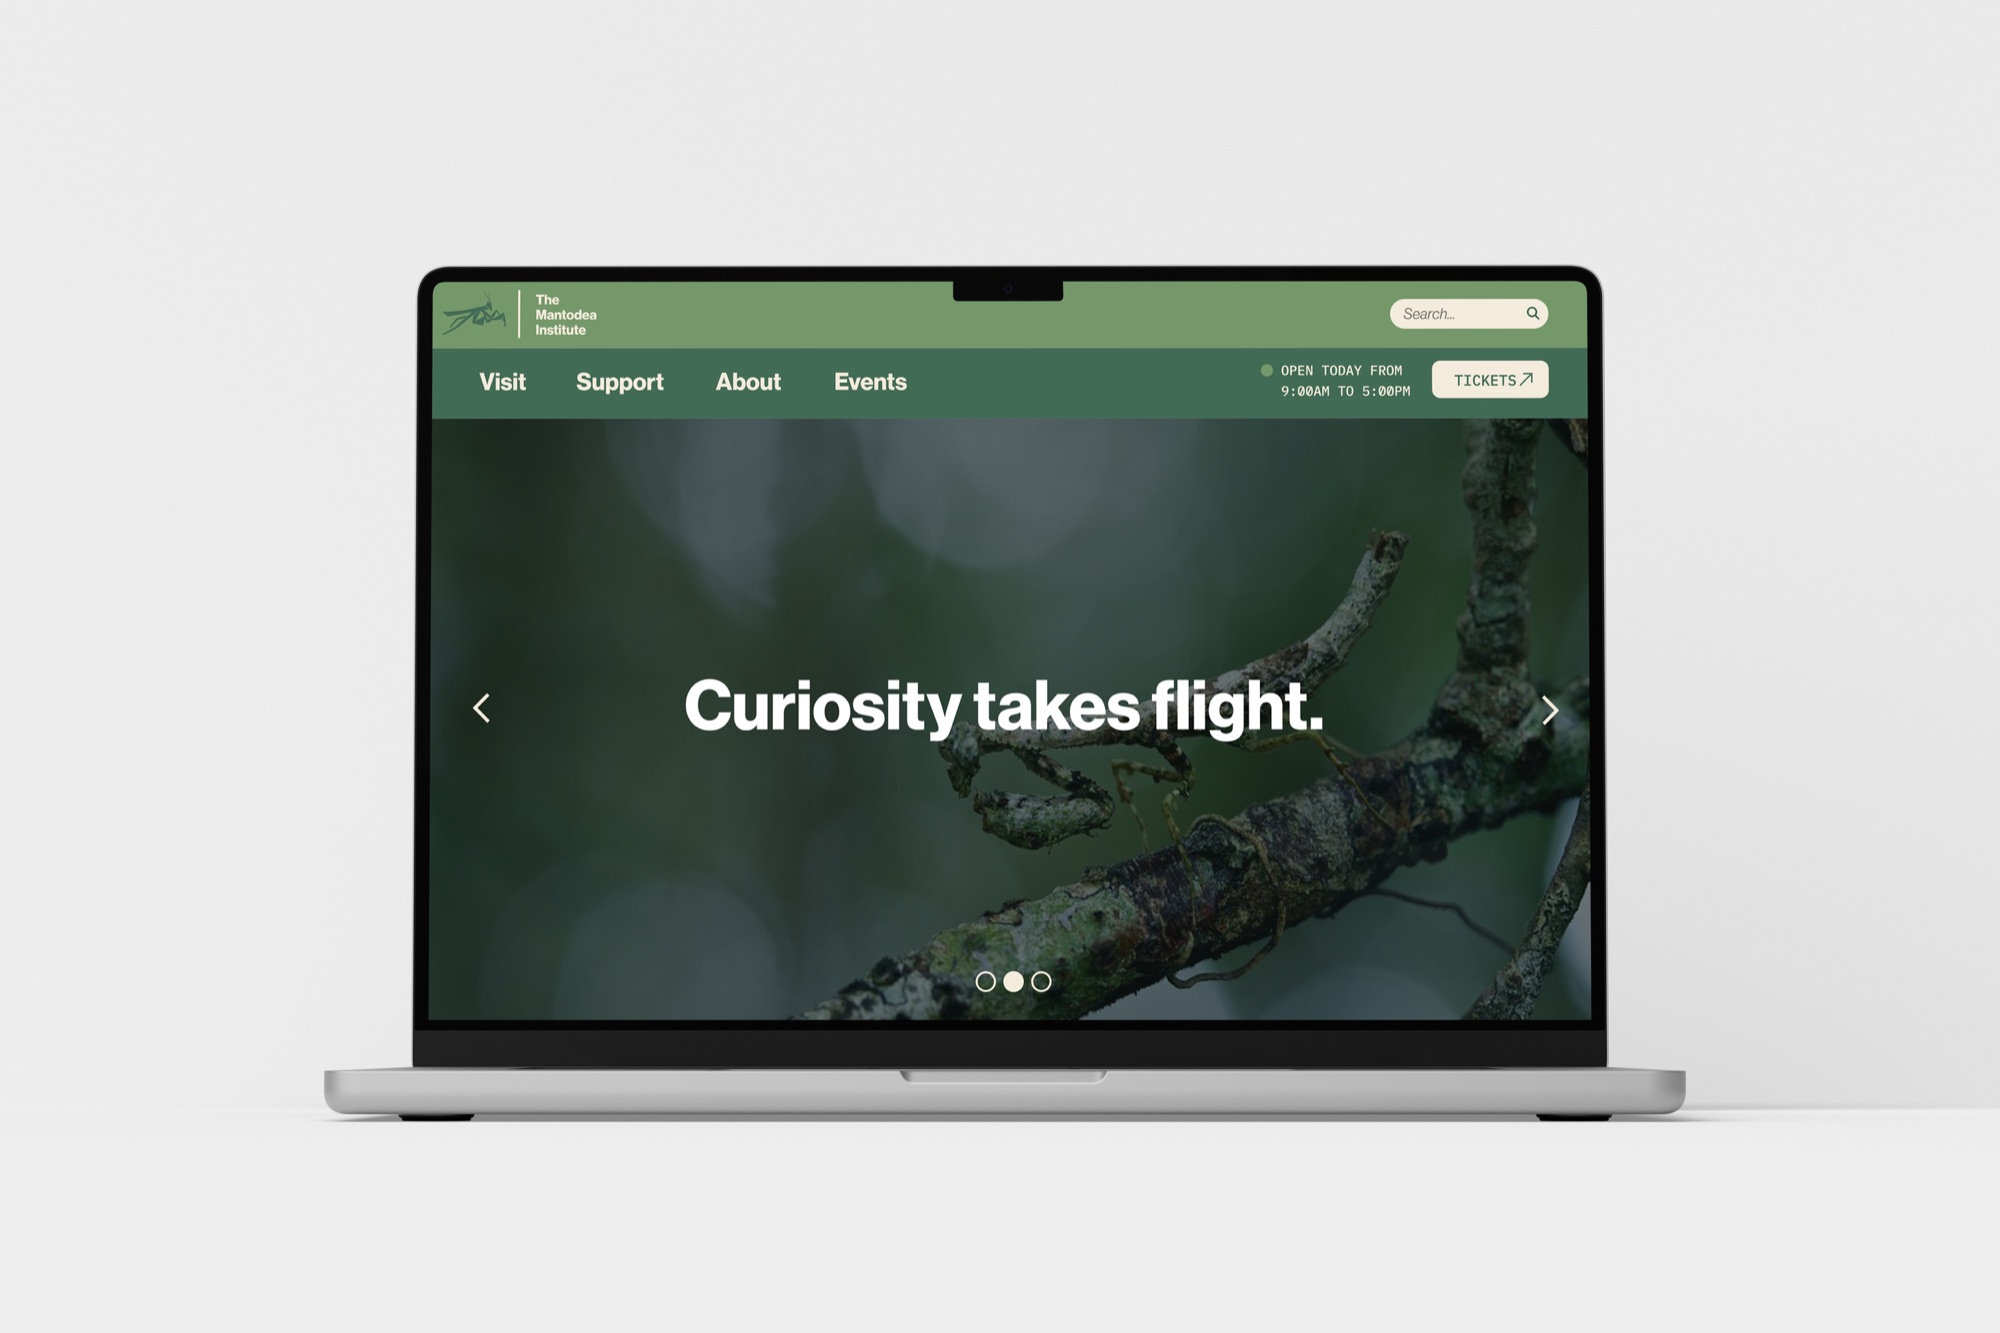 The
Mantodea
Institute
Search...
Visit
Support
About
Events
OPEN TODAY FROM
9:00AM TO 5:00PM
TICKETS
Curiosity takes flight.